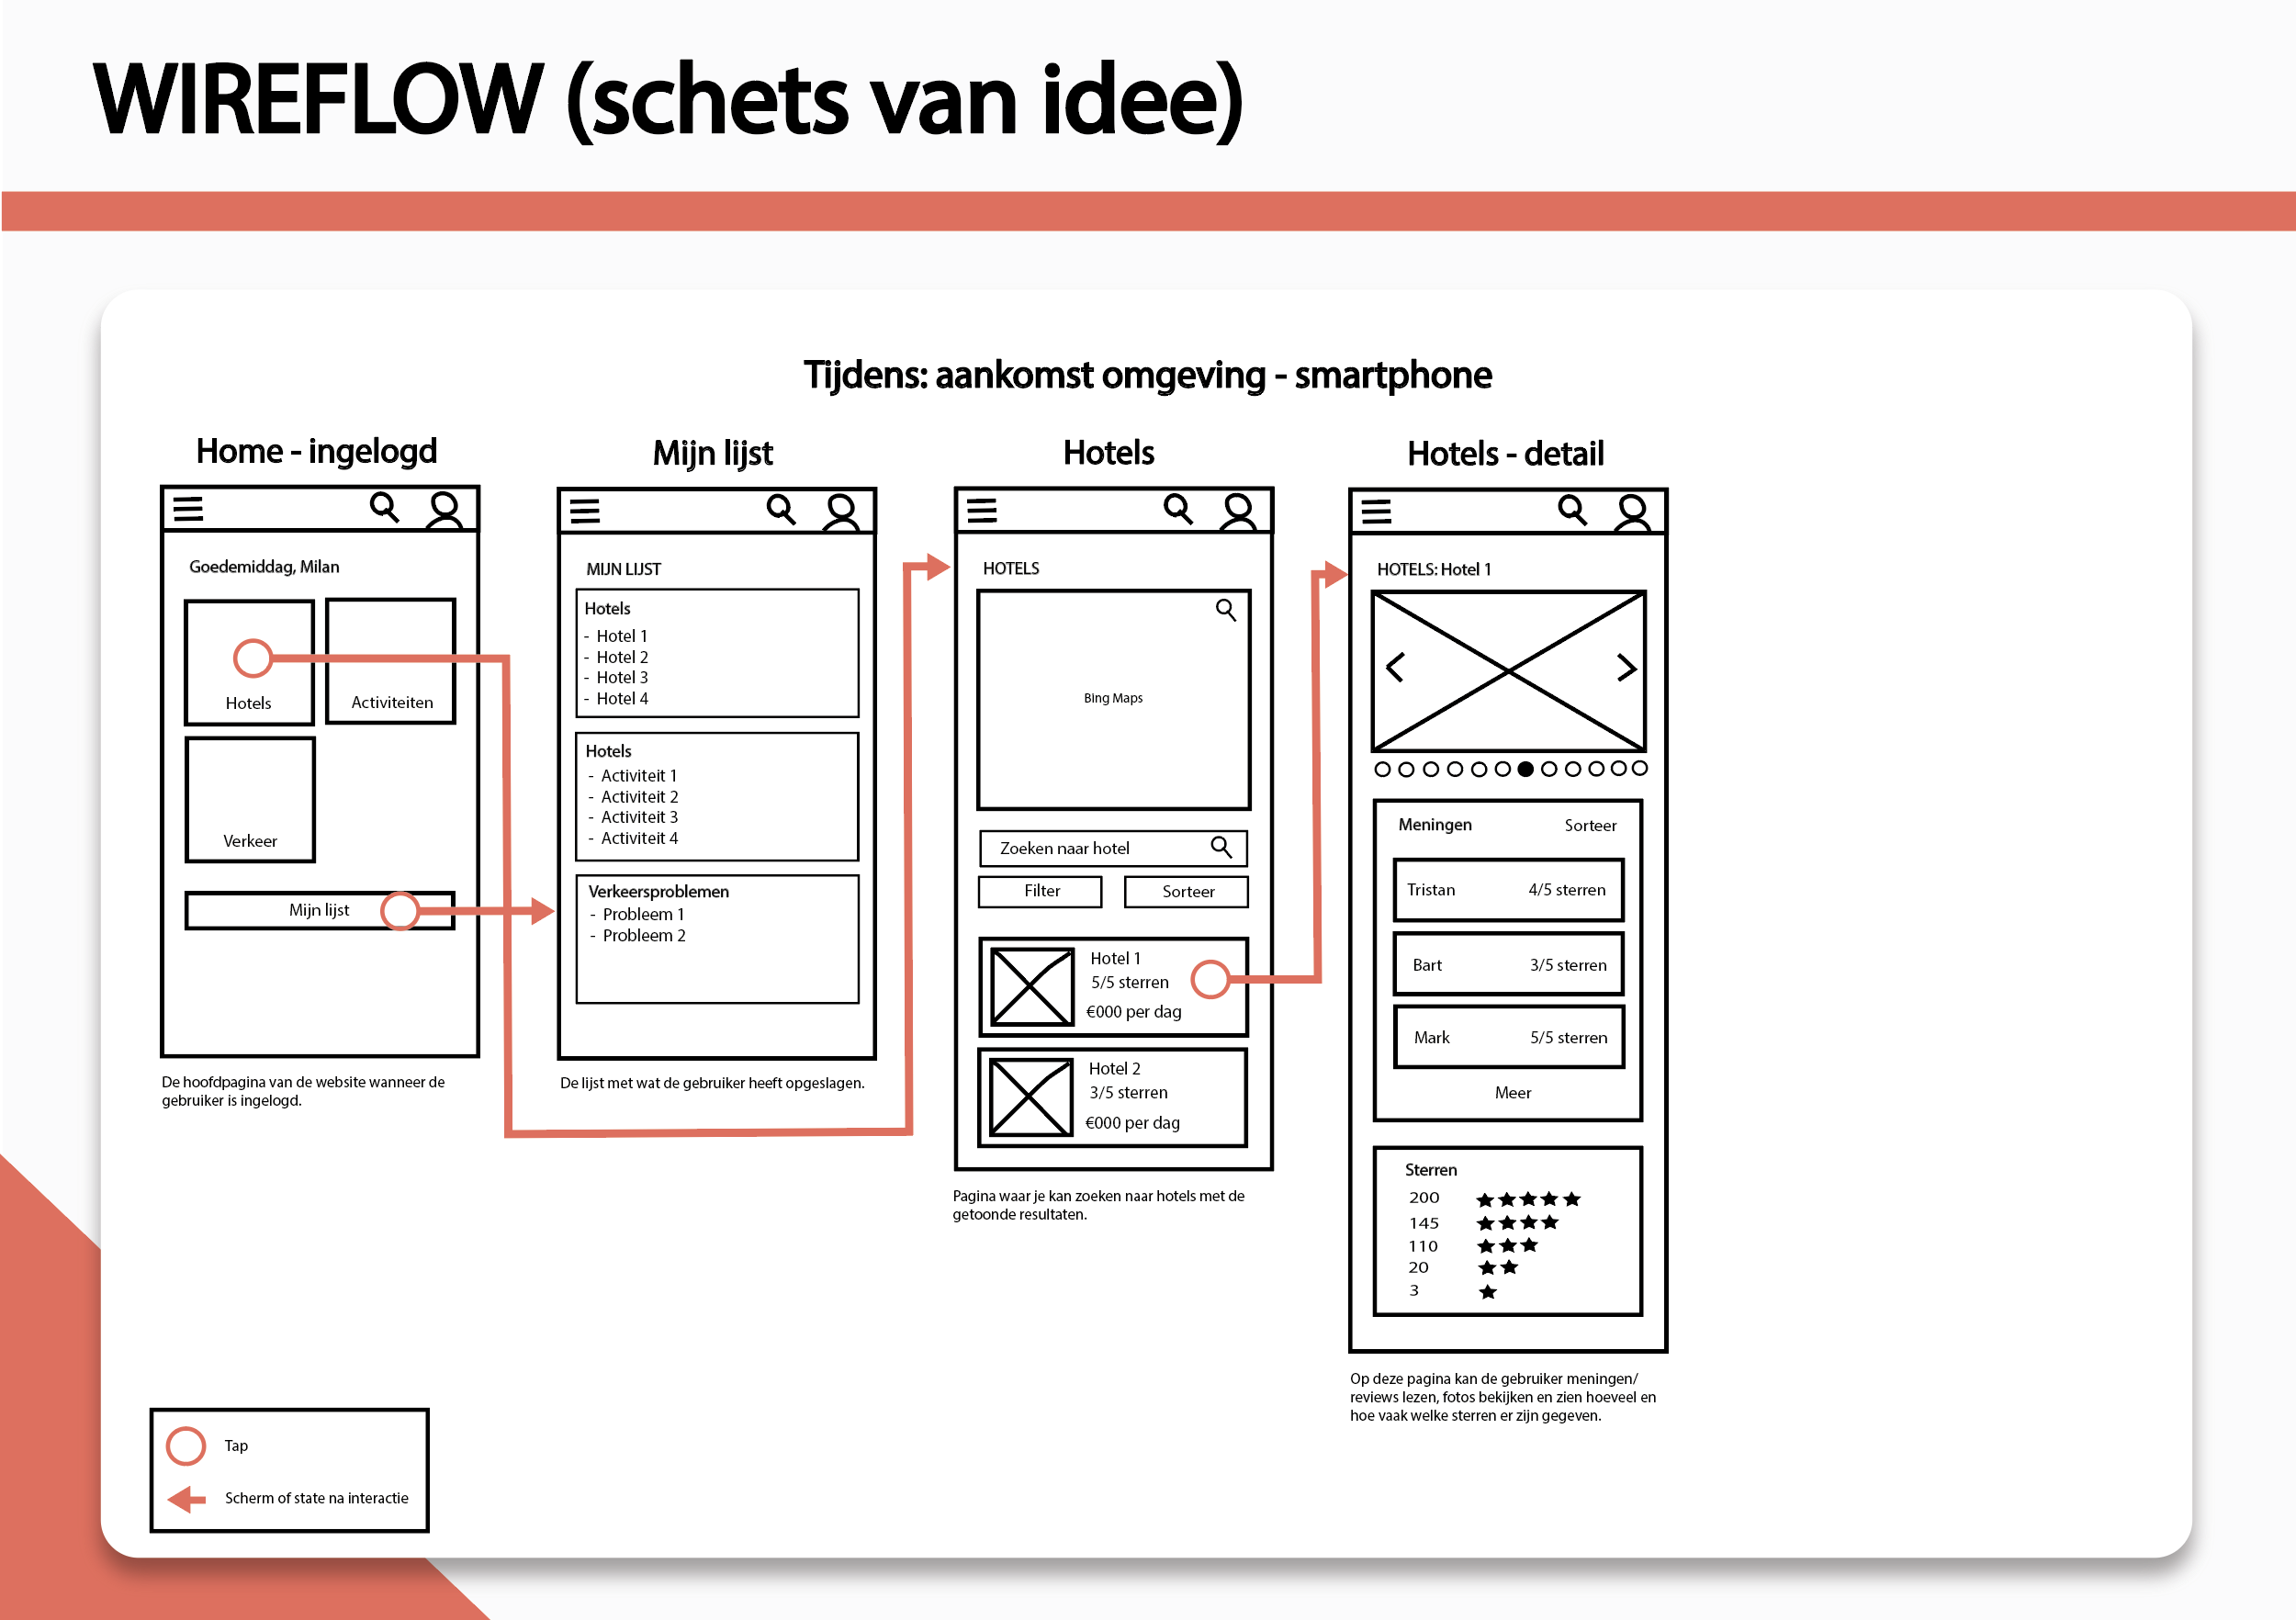 WIREFLOW (schets van idee)
Tijdens: aankomst omgeving - smartphone
Home - ingelogd
Goedemiddag, Milan
Hotels
Activiteiten
Verkeer
Mijn lijst
De hoofdpagina van de website wanneer de
gebruiker is ingelogd.
Mijn lijst
MIJN LIJST
Hotels
- Hotel 1
- Hotel 2
- Hotel 3
- Hotel 4
Hotels
- Activiteit 1
- Activiteit 2
- Activiteit 3
- Activiteit 4
Verkeersproblemen
- Probleem 1
- Probleem 2
De lijst met wat de gebruiker heeft opgeslagen.
Hotels
HOTELS
Bing Maps
Zoeken naar hotel
Filter
Sorteer
Hotel 1
5/5 sterren
€000 per dag
Hotel 2
3/5 sterren
€000 per dag
Pagina waar je kan zoeken naar hotels met de
getoonde resultaten.
Hotels - detail
HOTELS: Hotel 1
Meningen Sorteer
Tristan 4/5 sterren
Bart 3/5 sterren
Mark 5/5 sterren
Meer
Sterren
200
145
110
20
3
Op deze pagina kan de gebruiker meningen/
reviews lezen, fotos bekijken en zien hoeveel en
hoe vaak welke sterren er zijn gegeven.
Tap
Scherm of state na interactie